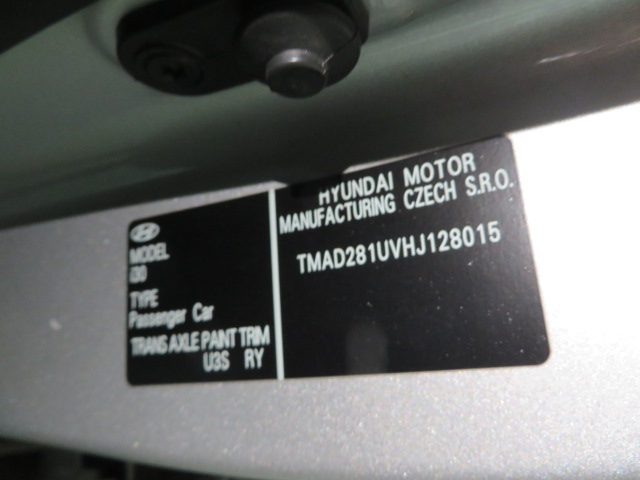 MODEL
i30
TYPE
Passenger Car
TRANS AXLE PAINT TRIM
U3S RY
HYUNDAI MOTOR
MANUFACTURING CZECH S.R.O.
TMAD281UVHJ128015